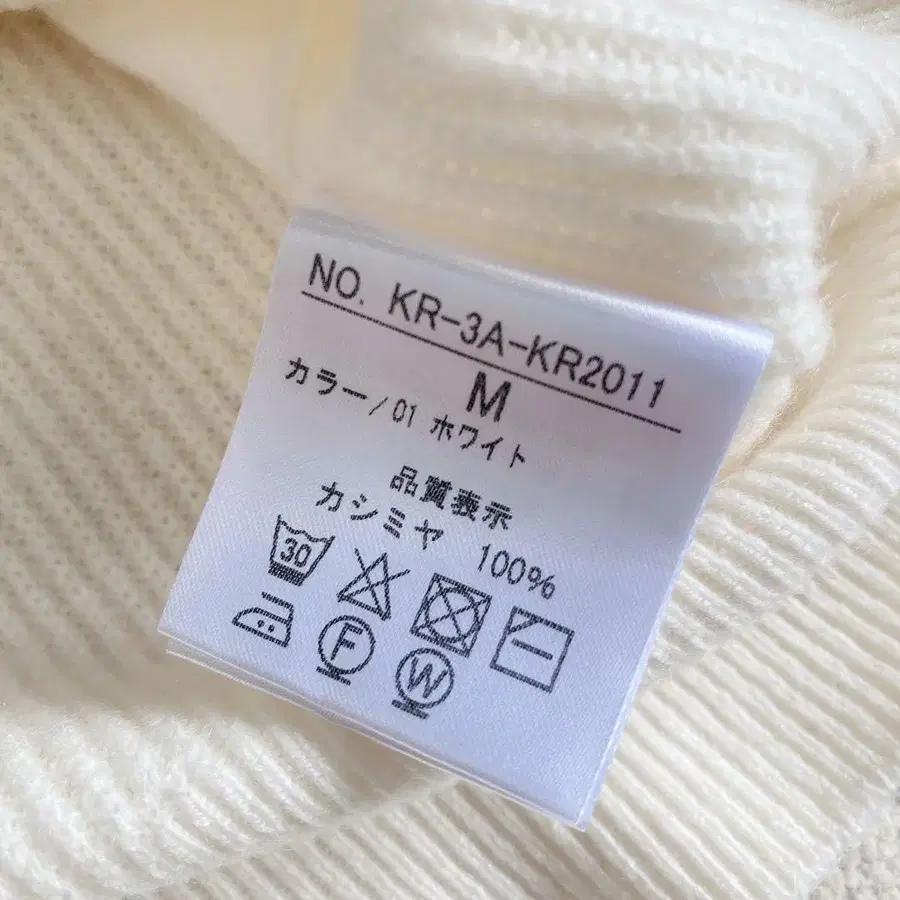 NO. KR-3A-KR2011
M
カラー/01 ホワイト
品質表示
カシミヤ 100%
30
F
W